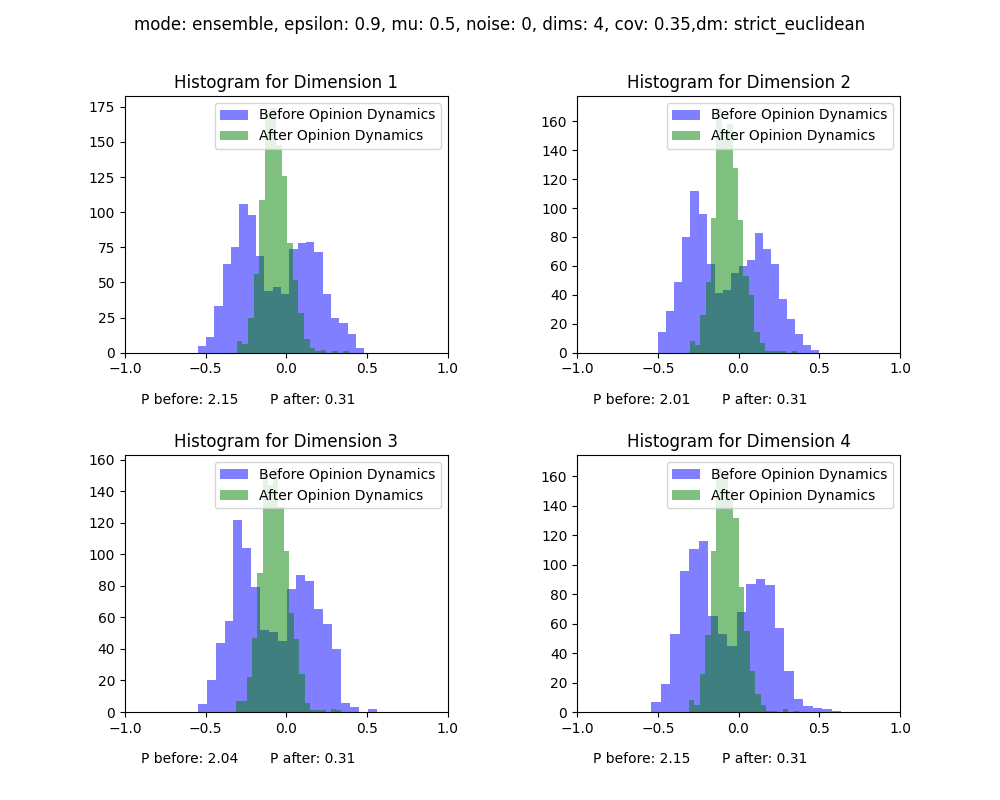 mode: ensemble, epsilon: 0.9, mu: 0.5, noise: 0, dims: 4, cov: 0.35,dm: strict_euclidean
Histogram for Dimension 1
Before Opinion Dynamics
After Opinion Dynamics
175
150
125
100
75
50
25
0
−1.0 −0.5 0.0 0.5 1.0
P before: 2.15 P after: 0.31
Histogram for Dimension 2
Before Opinion Dynamics
After Opinion Dynamics
160
140
120
100
80
60
40
20
0
−1.0 −0.5 0.0 0.5 1.0
P before: 2.01 P after: 0.31
Histogram for Dimension 3
Before Opinion Dynamics
After Opinion Dynamics
160
140
120
100
80
60
40
20
0
−1.0 −0.5 0.0 0.5 1.0
P before: 2.04 P after: 0.31
Histogram for Dimension 4
Before Opinion Dynamics
After Opinion Dynamics
160
140
120
100
80
60
40
20
0
−1.0 −0.5 0.0 0.5 1.0
P before: 2.15 P after: 0.31